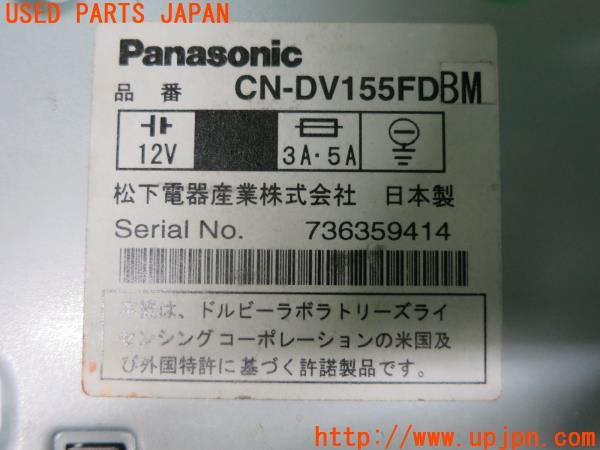 USED PARTS JAPAN
Panasonic
品番 CN-DV155FDBM
12V 3A・5A
松下電器産業株式会社 日本製
Serial No. 736359414
本機は、ドルビーラボラトリーズライ
センシングコーポレーションの米国及
び外国特許に基づく許諾製品です。
http://www.upjpn.com